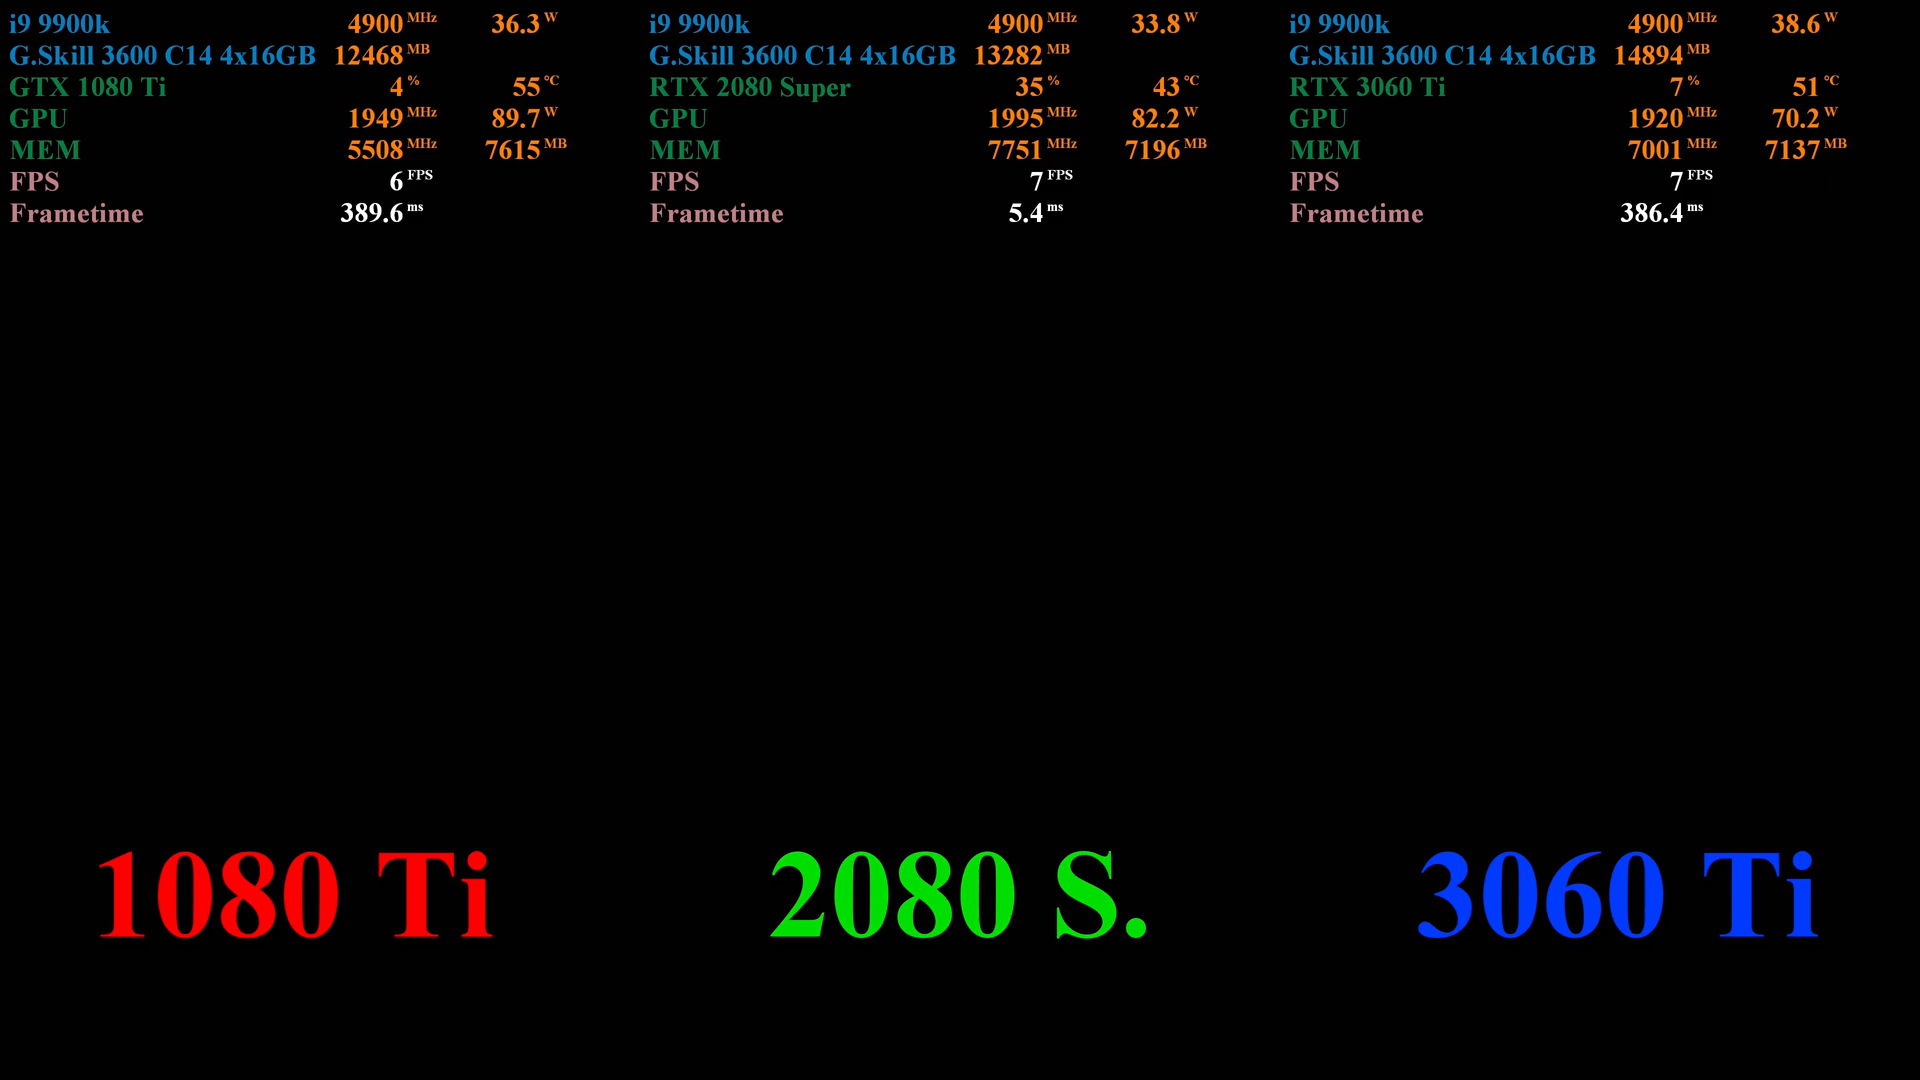 i9 9900k 4900 MHz 36.3 W
G.Skill 3600 C14 4x16GB 12468 MB
GTX 1080 Ti 4 % 55 °C
GPU 1949 MHz 89.7 W
MEM 5508 MHz 7615 MB
FPS 6 FPS
Frametime 389.6 ms
i9 9900k 4900 MHz 33.8 W
G.Skill 3600 C14 4x16GB 13282 MB
RTX 2080 Super 35 % 43 °C
GPU 1995 MHz 82.2 W
MEM 7751 MHz 7196 MB
FPS 7 FPS
Frametime 5.4 ms
i9 9900k 4900 MHz 38.6 W
G.Skill 3600 C14 4x16GB 14894 MB
RTX 3060 Ti 7 % 51 °C
GPU 1920 MHz 70.2 W
MEM 7001 MHz 7137 MB
FPS 7 FPS
Frametime 386.4 ms
1080 Ti
2080 S.
3060 Ti